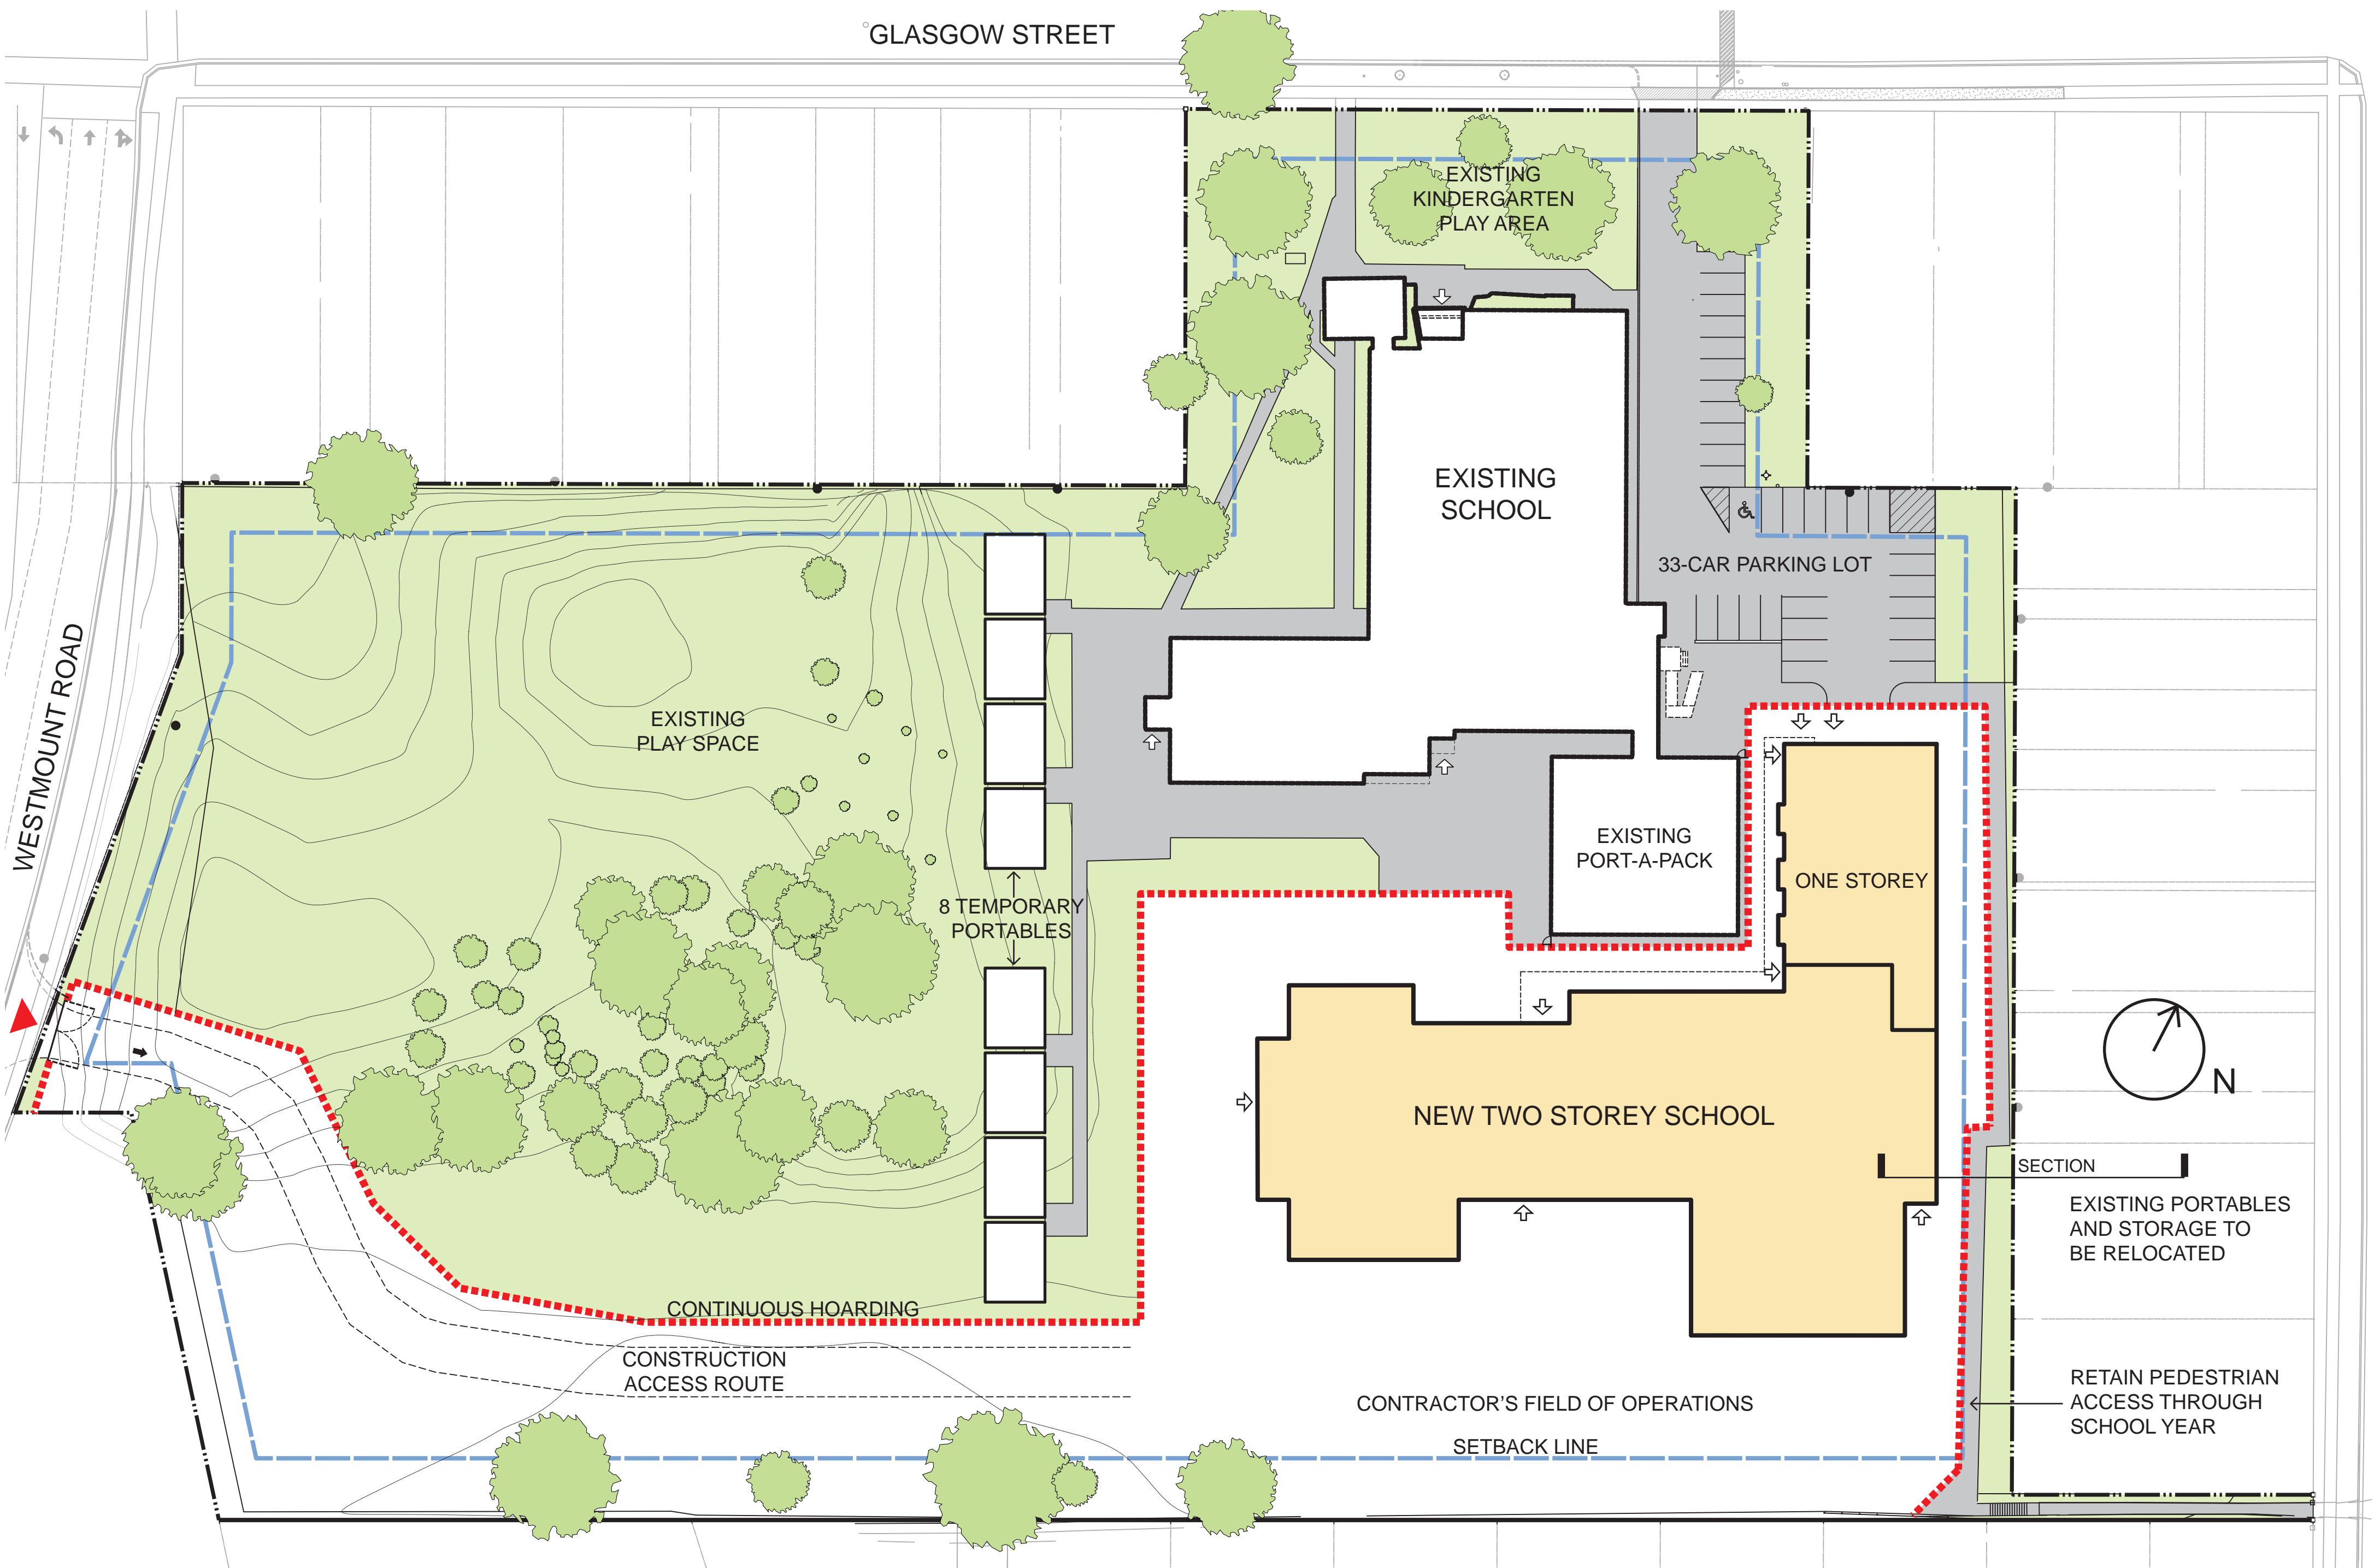 GLASGOW STREET
EXISTING
KINDERGARTEN
PLAY AREA
EXISTING
SCHOOL
33-CAR PARKING LOT
WESTMOUNT ROAD
EXISTING
PLAY SPACE
EXISTING
PORT-A-PACK
ONE STOREY
8 TEMPORARY
PORTABLES
N
NEW TWO STOREY SCHOOL
SECTION
EXISTING PORTABLES
AND STORAGE TO
BE RELOCATED
CONTINUOUS HOARDING
CONSTRUCTION
ACCESS ROUTE
CONTRACTOR'S FIELD OF OPERATIONS
RETAIN PEDESTRIAN
ACCESS THROUGH
SCHOOL YEAR
SETBACK LINE